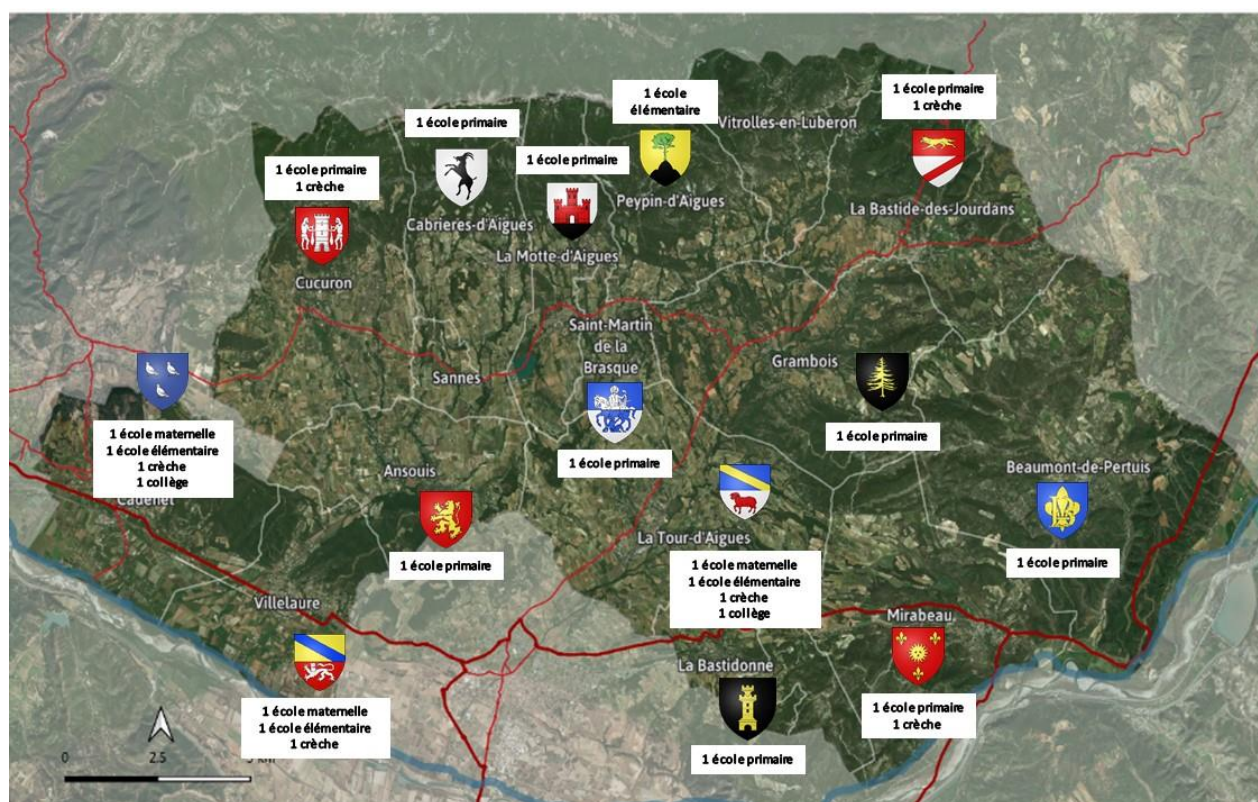 1 école primaire
1 crèche
1 école
élémentaire
Vitrolles-en-Luberon
1 école primaire
1 école primaire
1 école primaire
1 crèche
Peypin-d'Aigues
La Bastide-des-Jourdans
Cabrieres-d'Aigues
La Motte-d'Aigues
Cucuron
Saint-Martin
de la
Brasque
Grambois
Sannes
1 école maternelle
1 école élémentaire
1 crèche
1 collège
Cadenet
1 école primaire
1 école primaire
Ansouis
Beaumont-de-Pertuis
La Tour-d'Aigues
1 école primaire
1 école primaire
1 école maternelle
1 école élémentaire
1 crèche
1 collège
Villelaure
Mirabeau
La Bastidonne
1 école maternelle
1 école élémentaire
1 crèche
1 école primaire
1 crèche
1 école primaire
0
2.5
5 km